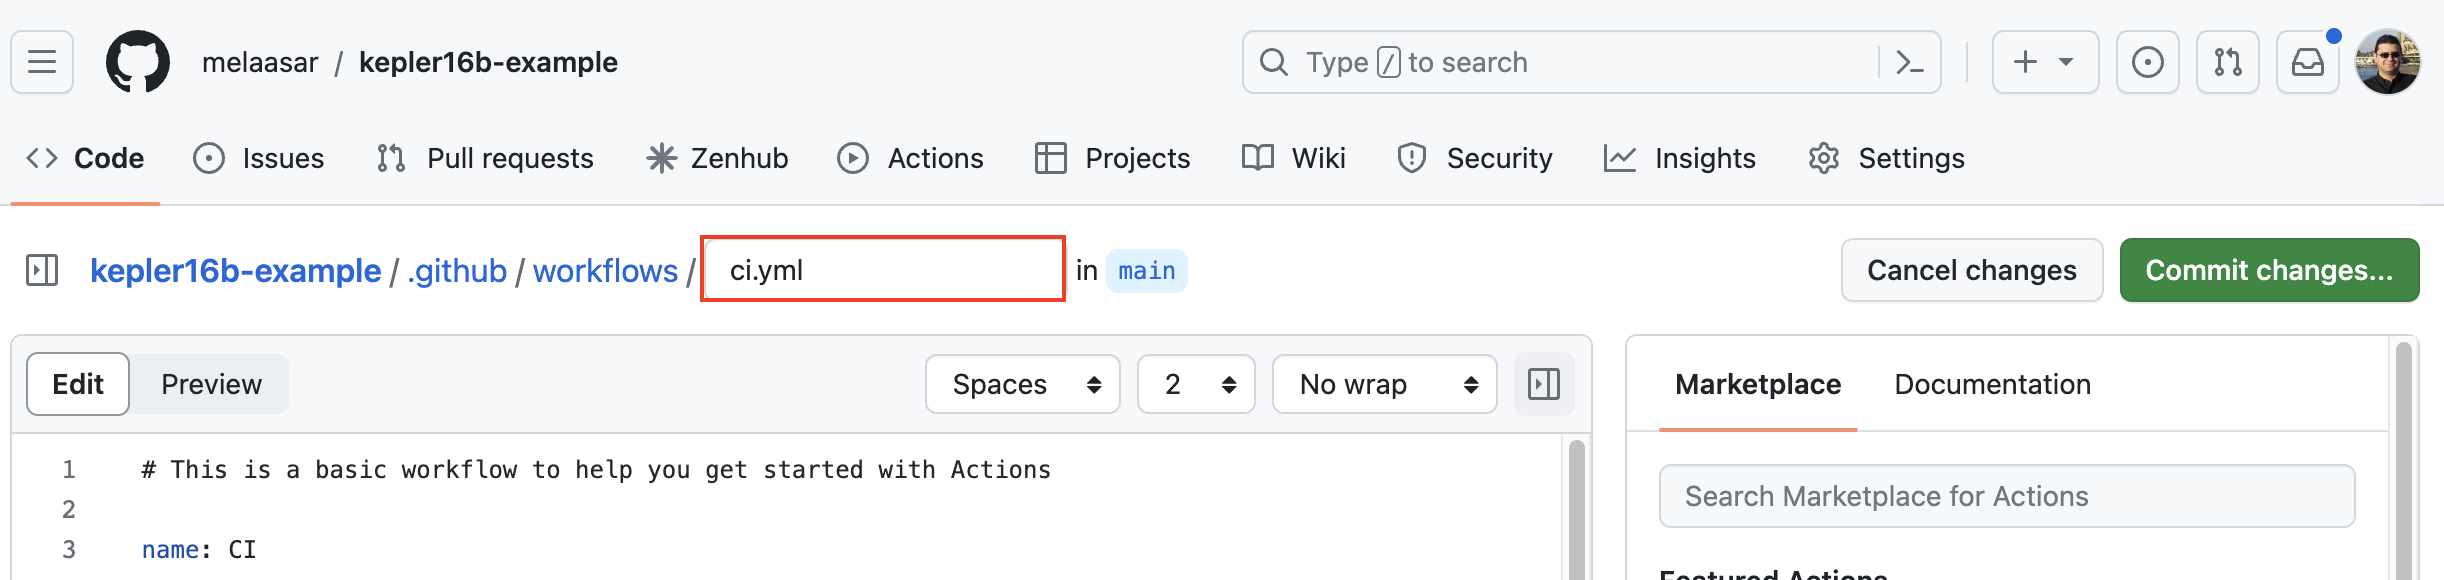 melaasar / kepler16b-example Type / to search
Code Issues Pull requests Zenhub Actions Projects Wiki Security Insights Settings
kepler16b-example / .github / workflows / ci.yml in main Cancel changes Commit changes...
Edit Preview Spaces 2 No wrap Marketplace Documentation
1 # This is a basic workflow to help you get started with Actions
Search Marketplace for Actions
2
3 name: CI
Featured Actions